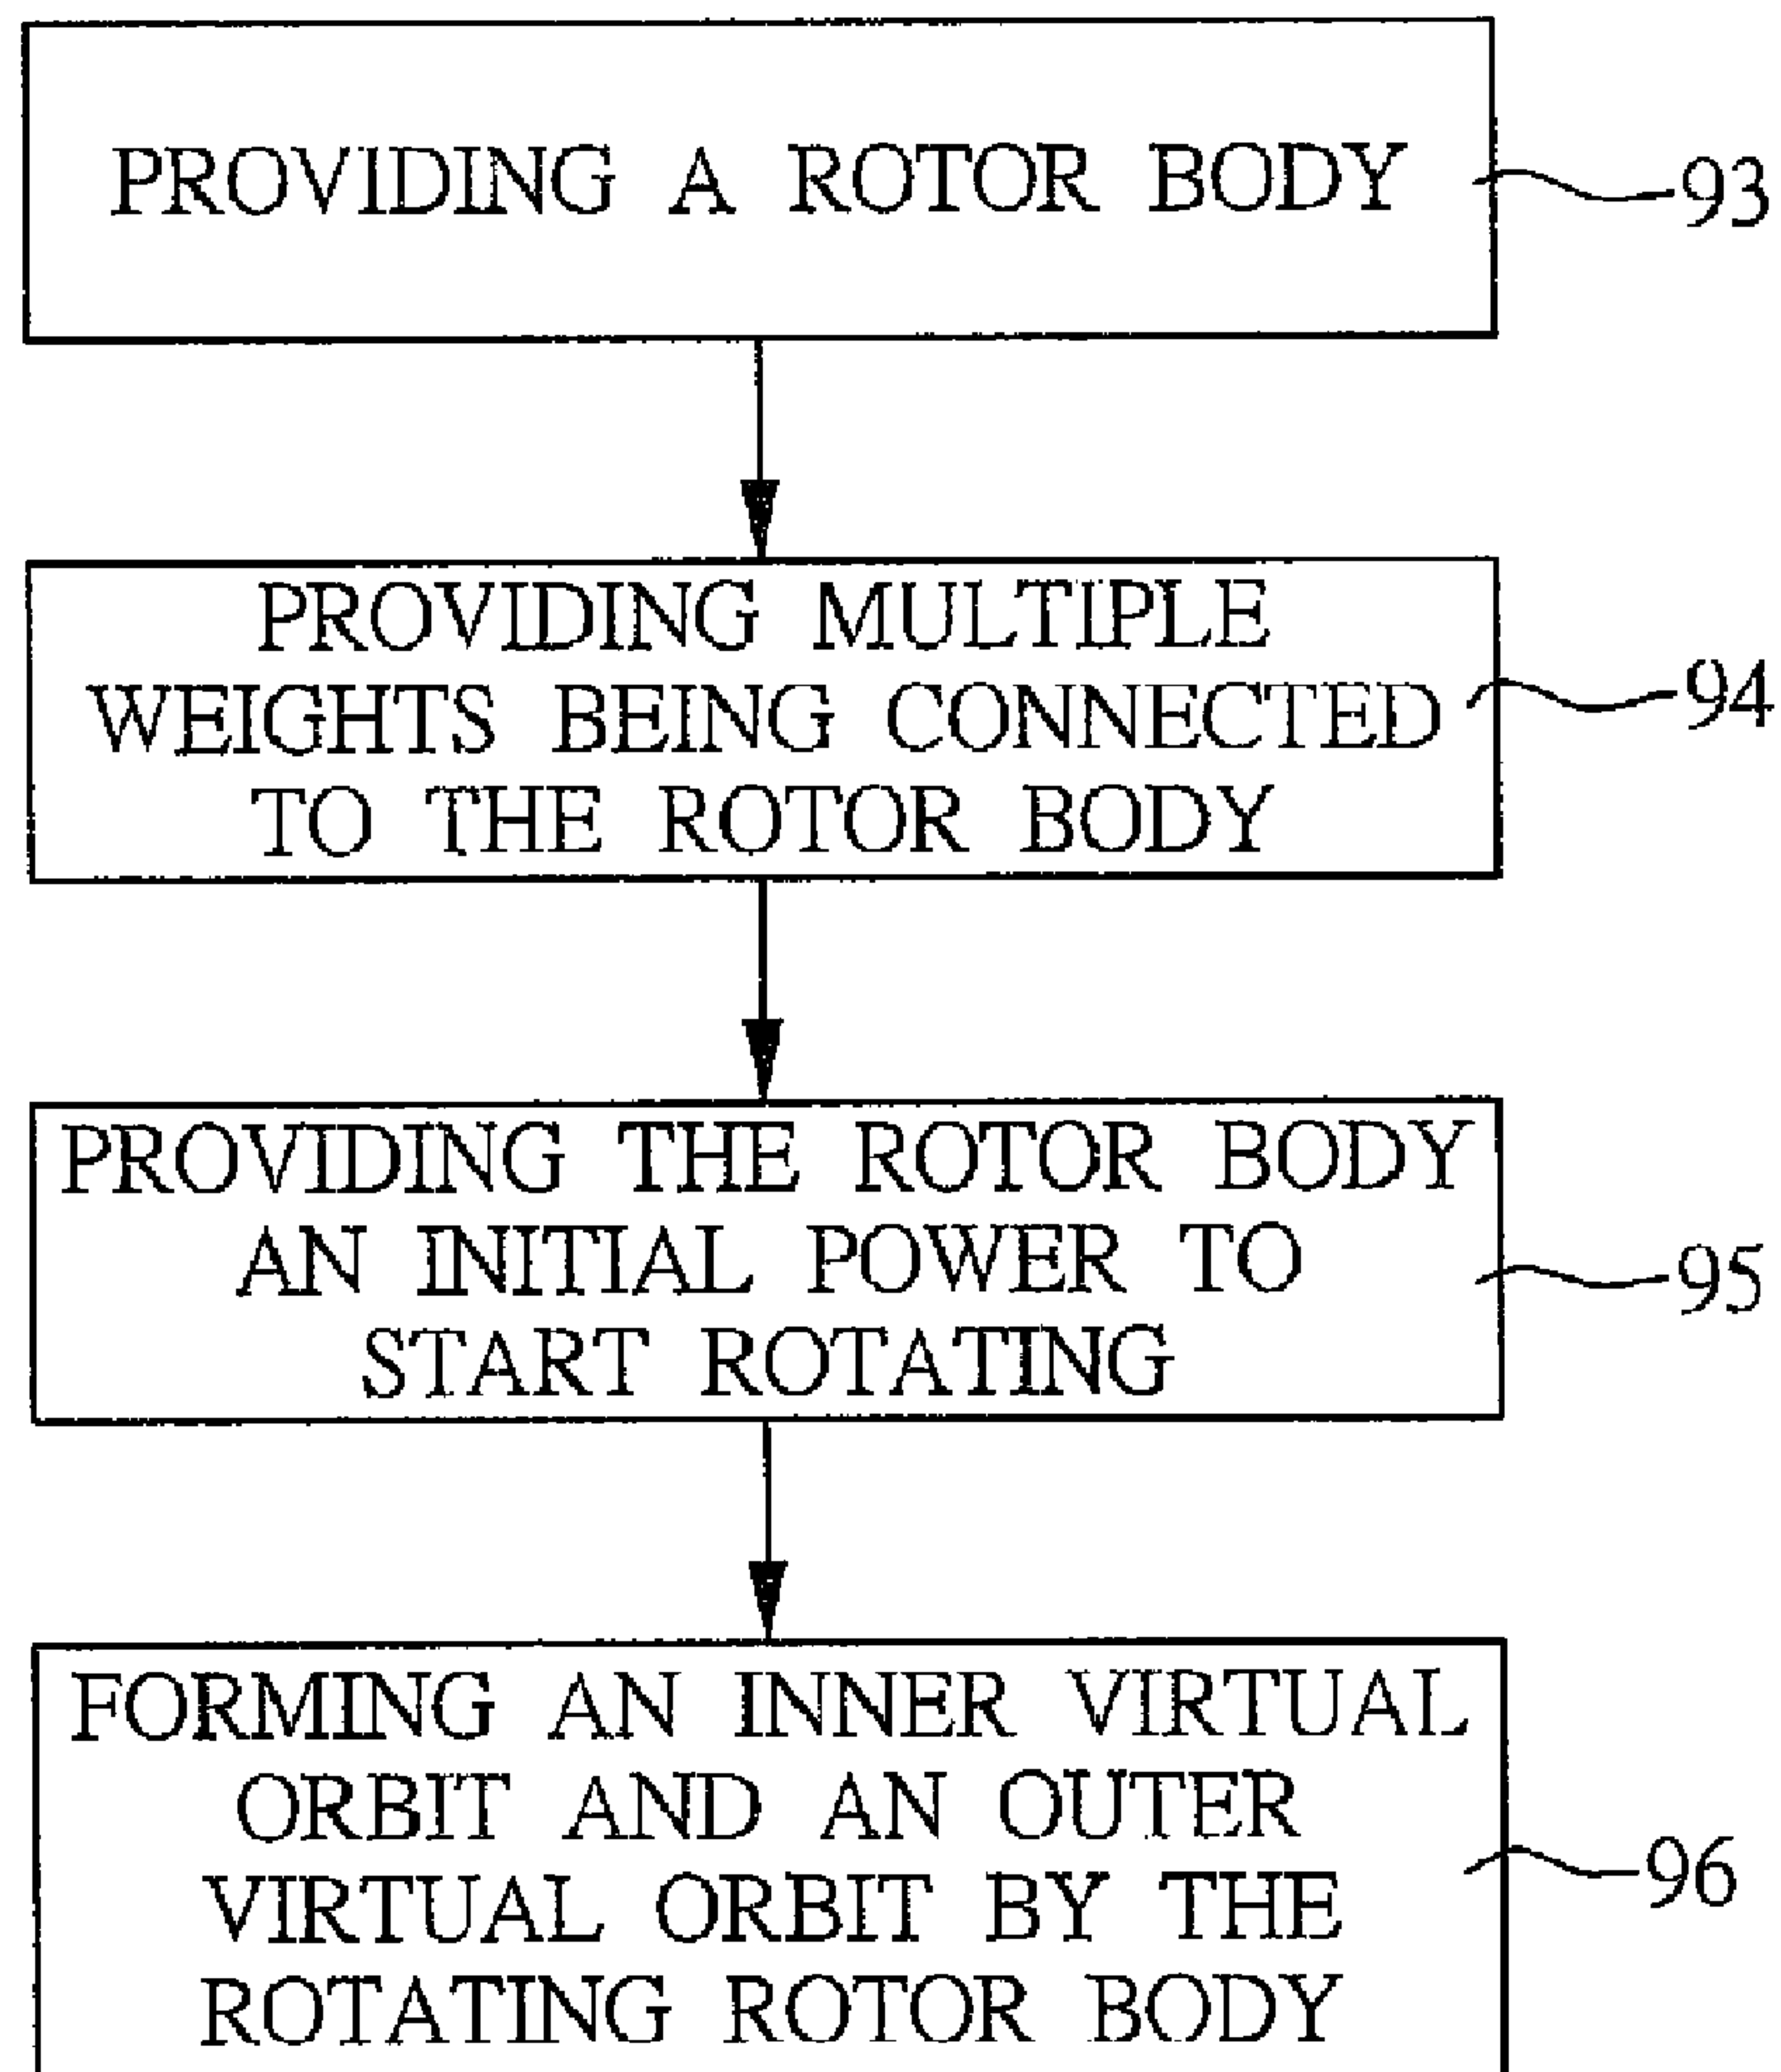 PROVIDING A ROTOR BODY
93
PROVIDING MULTIPLE
WEIGHTS BEING CONNECTED
TO THE ROTOR BODY
94
PROVIDING THE ROTOR BODY
AN INITIAL POWER TO
START ROTATING
95
FORMING AN INNER VIRTUAL
ORBIT AND AN OUTER
VIRTUAL ORBIT BY THE
ROTATING ROTOR BODY
96